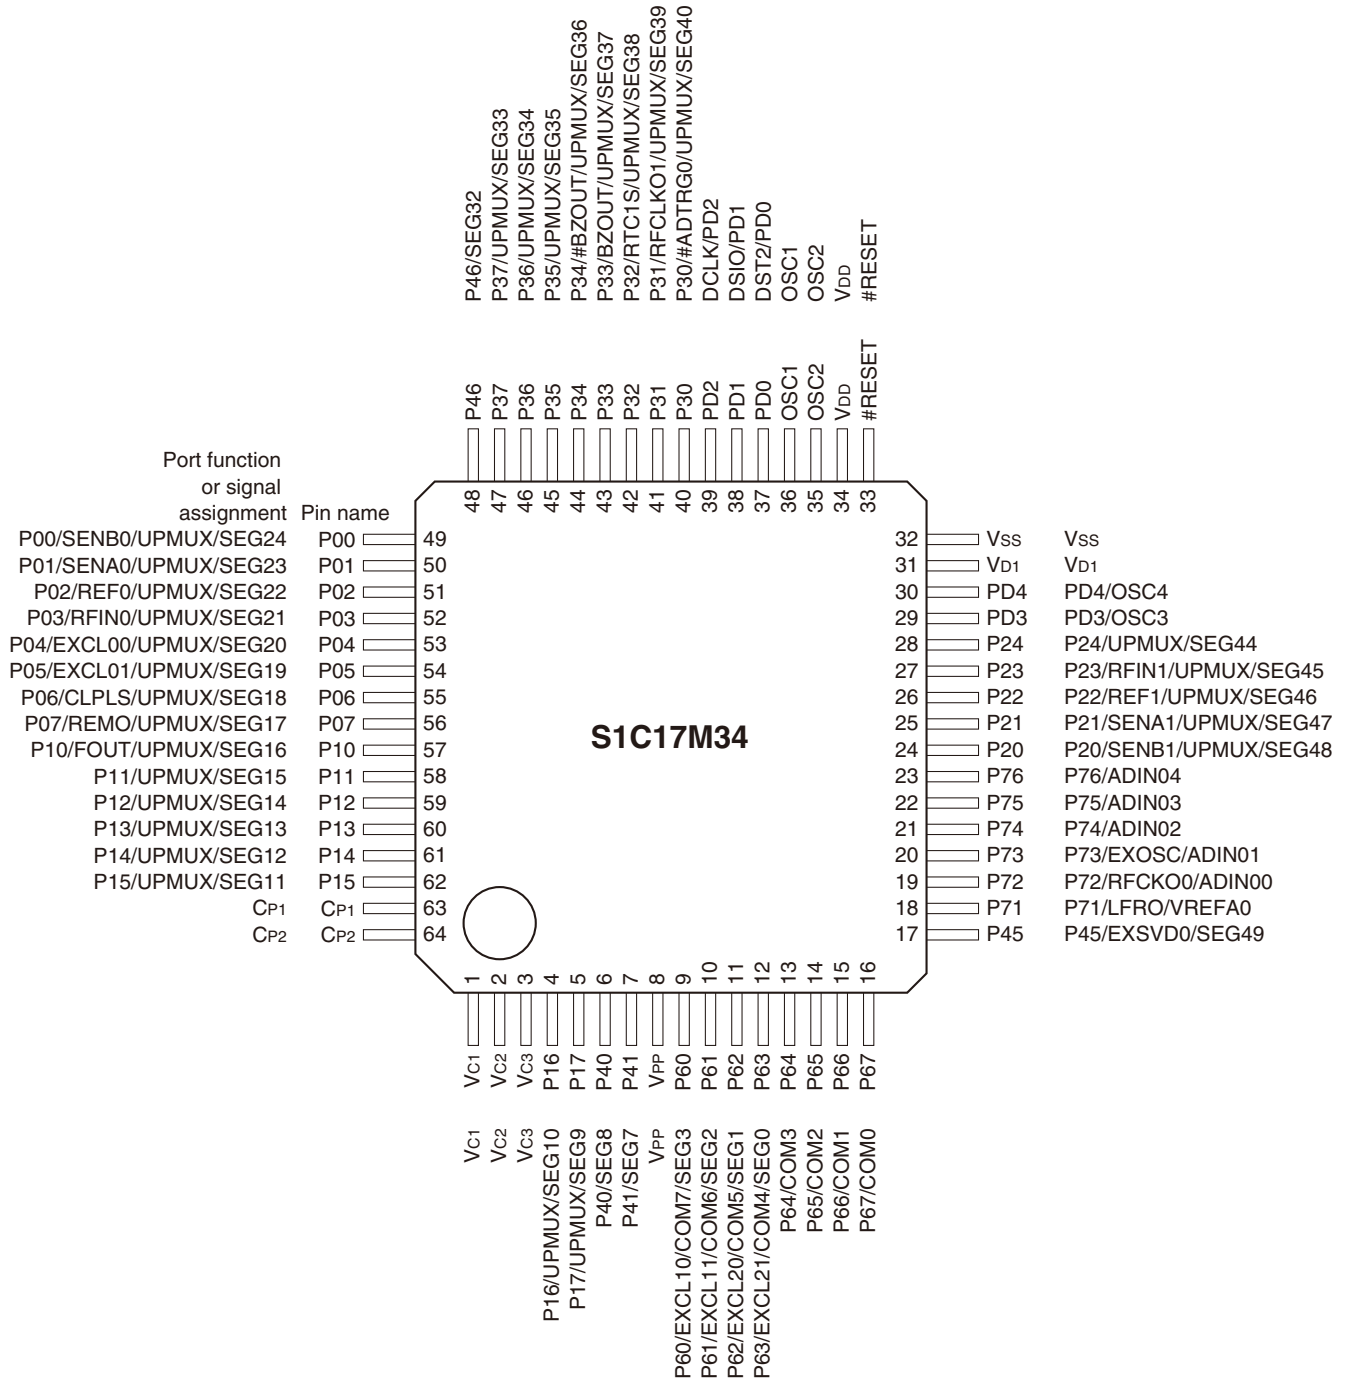 P46/SEG32
P37/UPMUX/SEG33
P36/UPMUX/SEG34
P35/UPMUX/SEG35
P34/#BZOUT/UPMUX/SEG36
P33/BZOUT/UPMUX/SEG37
P32/RTC1S/UPMUX/SEG38
P31/RFCLKO1/UPMUX/SEG39
P30/#ADTRG0/UPMUX/SEG40
DCLK/PD2
DSIO/PD1
DST2/PD0
OSC1
OSC2
VDD
#RESET
P46
P37
P36
P35
P34
P33
P32
P31
P30
PD2
PD1
PD0
OSC1
OSC2
VDD
#RESET
48 47 46 45 44 43 42 41 40 39 38 37 36 35 34 33
Port function
or signal
assignment Pin name
P00/SENB0/UPMUX/SEG24 P00 49
P01/SENA0/UPMUX/SEG23 P01 50
P02/REF0/UPMUX/SEG22 P02 51
P03/RFIN0/UPMUX/SEG21 P03 52
P04/EXCL00/UPMUX/SEG20 P04 53
P05/EXCL01/UPMUX/SEG19 P05 54
P06/CLPLS/UPMUX/SEG18 P06 55
P07/REMO/UPMUX/SEG17 P07 56
P10/FOUT/UPMUX/SEG16 P10 57
P11/UPMUX/SEG15 P11 58
P12/UPMUX/SEG14 P12 59
P13/UPMUX/SEG13 P13 60
P14/UPMUX/SEG12 P14 61
P15/UPMUX/SEG11 P15 62
CP1 CP1 63
CP2 CP2 64
S1C17M34
32 VSS VSS
31 VD1 VD1
30 PD4 PD4/OSC4
29 PD3 PD3/OSC3
28 P24 P24/UPMUX/SEG44
27 P23 P23/RFIN1/UPMUX/SEG45
26 P22 P22/REF1/UPMUX/SEG46
25 P21 P21/SENA1/UPMUX/SEG47
24 P20 P20/SENB1/UPMUX/SEG48
23 P76 P76/ADIN04
22 P75 P75/ADIN03
21 P74 P74/ADIN02
20 P73 P73/EXOSC/ADIN01
19 P72 P72/RFCKO0/ADIN00
18 P71 P71/LFRO/VREFA0
17 P45 P45/EXSVD0/SEG49
1 2 3 4 5 6 7 8 9 10 11 12 13 14 15 16
VC1
VC2
VC3
P16
P17
P40
P41
VPP
P60
P61
P62
P63
P64
P65
P66
P67
VC1
VC2
VC3
P16/UPMUX/SEG10
P17/UPMUX/SEG9
P40/SEG8
P41/SEG7
VPP
P60/EXCL10/COM7/SEG3
P61/EXCL11/COM6/SEG2
P62/EXCL20/COM5/SEG1
P63/EXCL21/COM4/SEG0
P64/COM3
P65/COM2
P66/COM1
P67/COM0